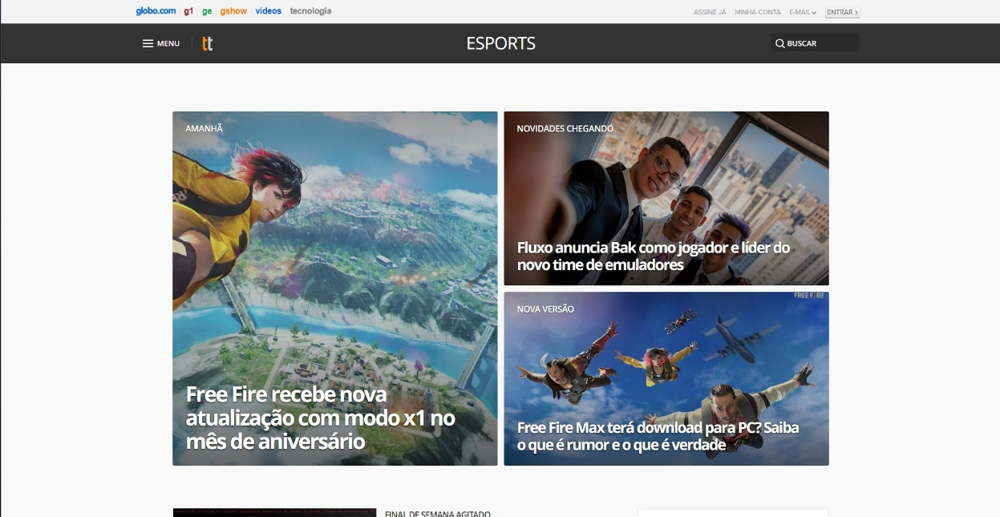 globo.com g1 ge gshow videos tecnologia
ASSINE JÁ MINHA CONTA E-MAIL ENTRAR ›
MENU tt ESPORTS BUSCAR
AMANHÃ
Free Fire recebe nova
atualização com modo x1 no
mês de aniversário
NOVIDADES CHEGANDO
Fluxo anuncia Bak como jogador e líder do
novo time de emuladores
FREE FIRE
NOVA VERSÃO
Free Fire Max terá download para PC? Saiba
o que é rumor e o que é verdade
FINAL DE SEMANA AGITADO